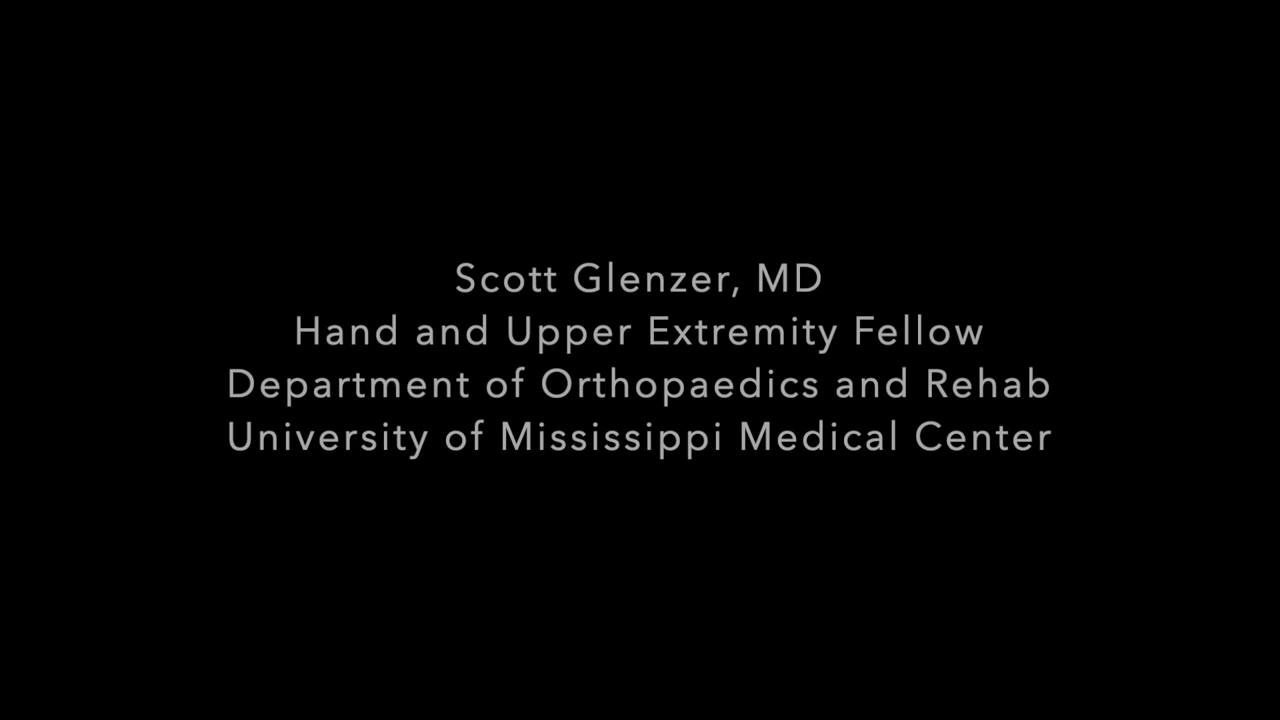 Scott Glenzer, MD
Hand and Upper Extremity Fellow
Department of Orthopaedics and Rehab
University of Mississippi Medical Center